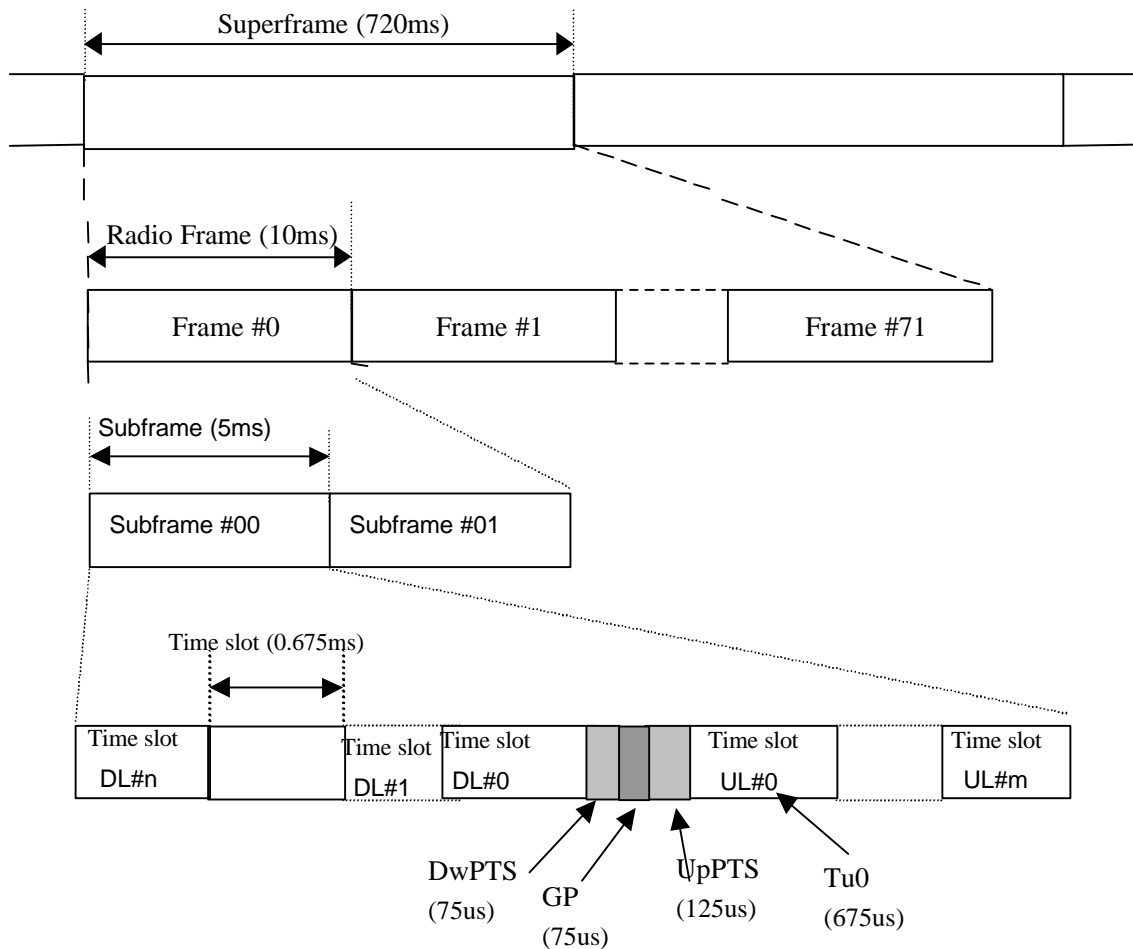 Superframe (720ms)
Radio Frame (10ms)
Frame #0
Frame #1
Frame #71
Subframe (5ms)
Subframe #00
Subframe #01
Time slot (0.675ms)
Time slot
DL#n
Time slot
DL#1
Time slot
DL#0
Time slot
UL#0
Time slot
UL#m
DwPTS
(75us)
GP
(75us)
UpPTS
(125us)
Tu0
(675us)